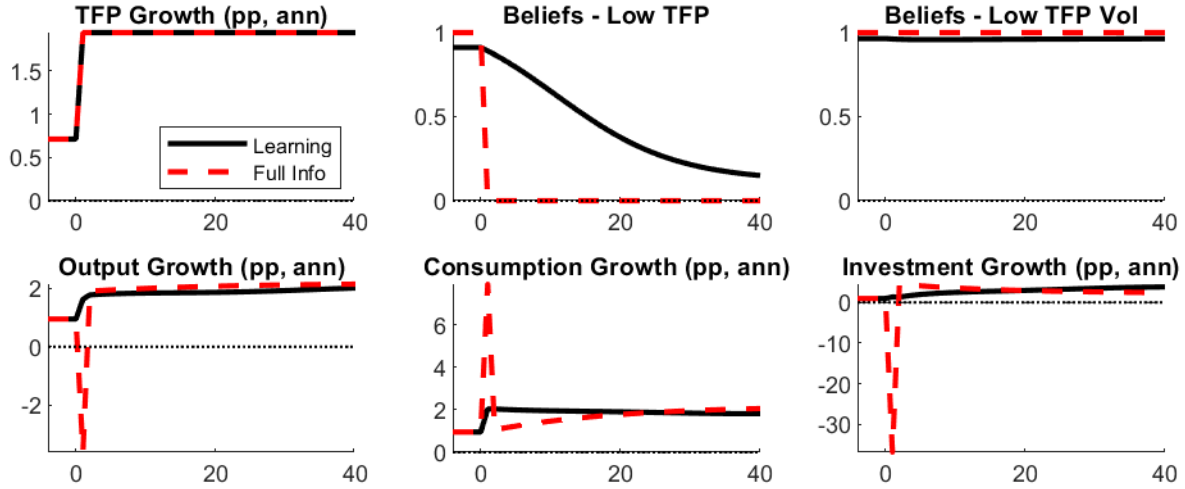 TFP Growth (pp, ann)
1.5
1
0.5
0
0 20 40
Learning
Full Info
Beliefs - Low TFP
1
0.5
0
0 20 40
Beliefs - Low TFP Vol
1
0.5
0
0 20 40
Output Growth (pp, ann)
2
0
-2
0 20 40
Consumption Growth (pp, ann)
6
4
2
0
0 20 40
Investment Growth (pp, ann)
0
-10
-20
-30
0 20 40